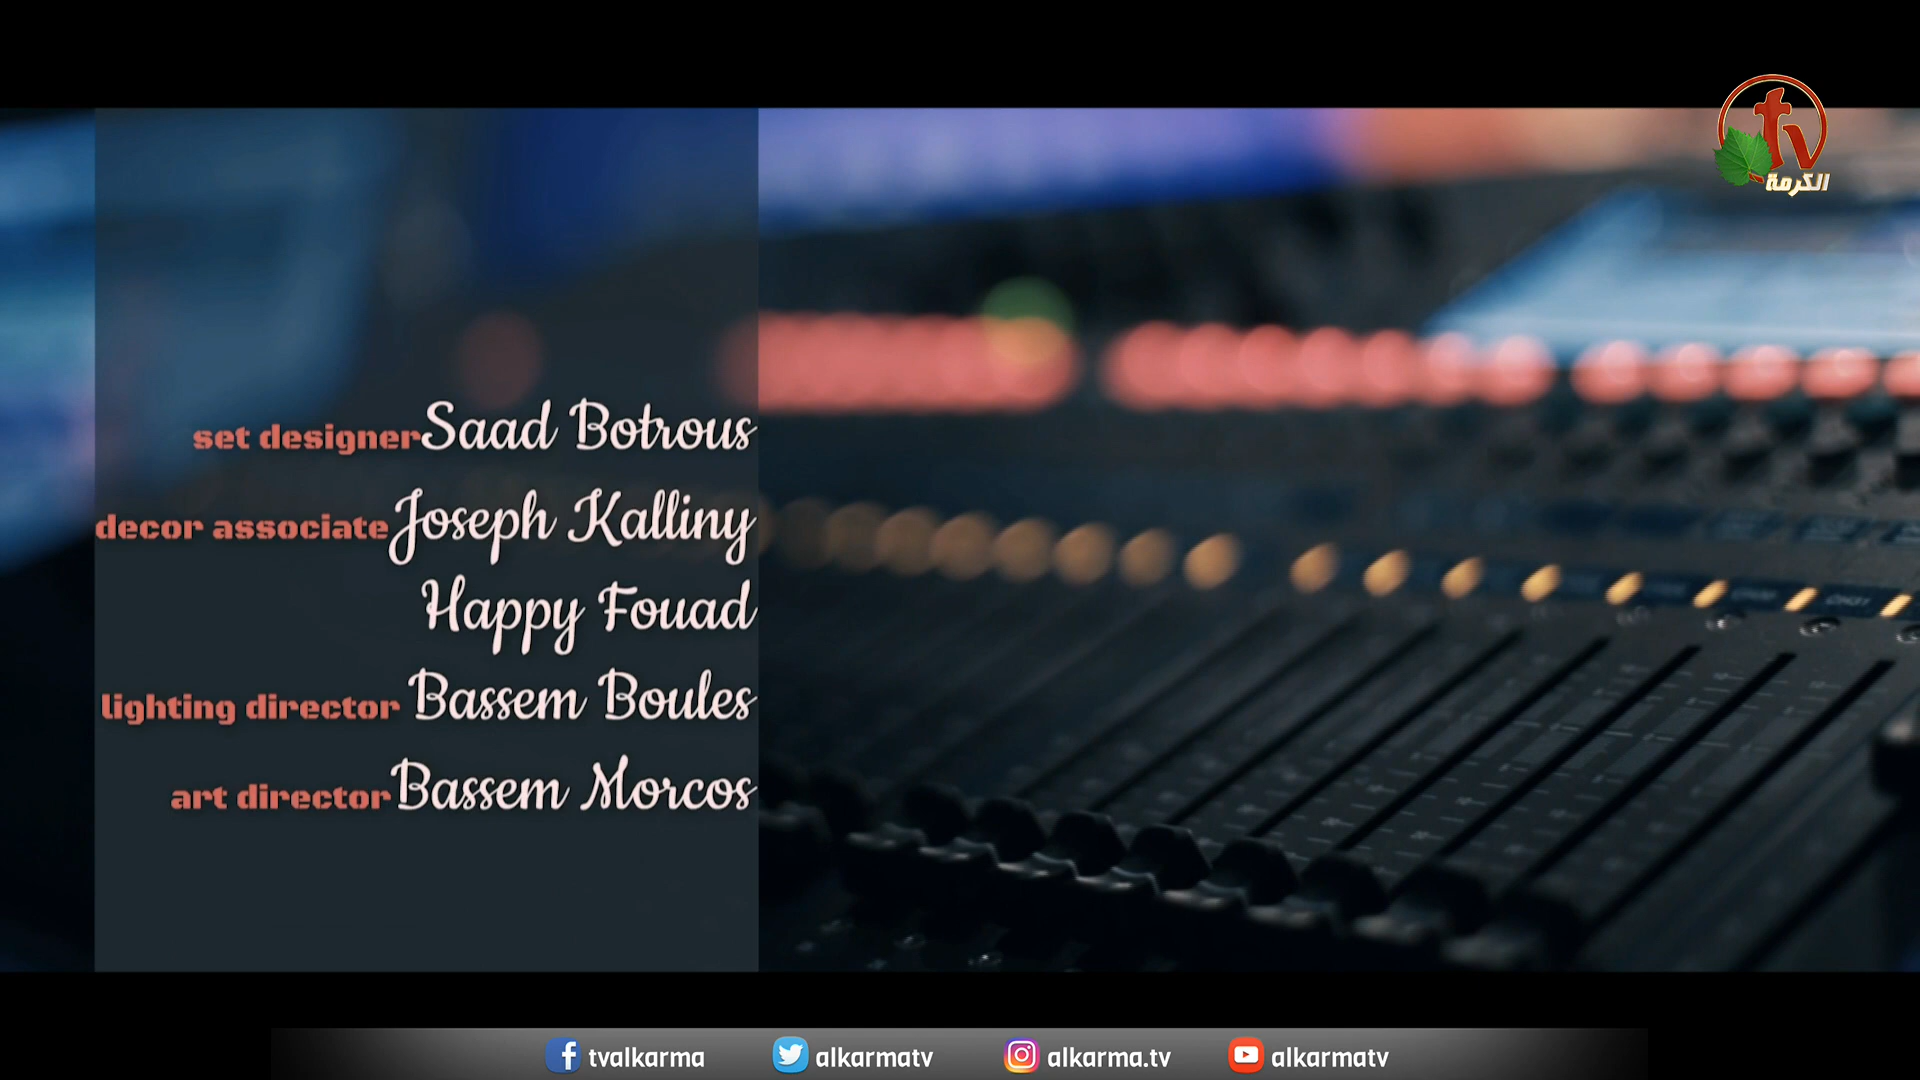 tv
الكرمة
set designer Saad Botrous
decor associate Joseph Kalliny
Happy Fouad
lighting director Bassem Boules
art director Bassem Morcos
tvalkarma
alkarmatv
alkarma.tv
alkarmatv